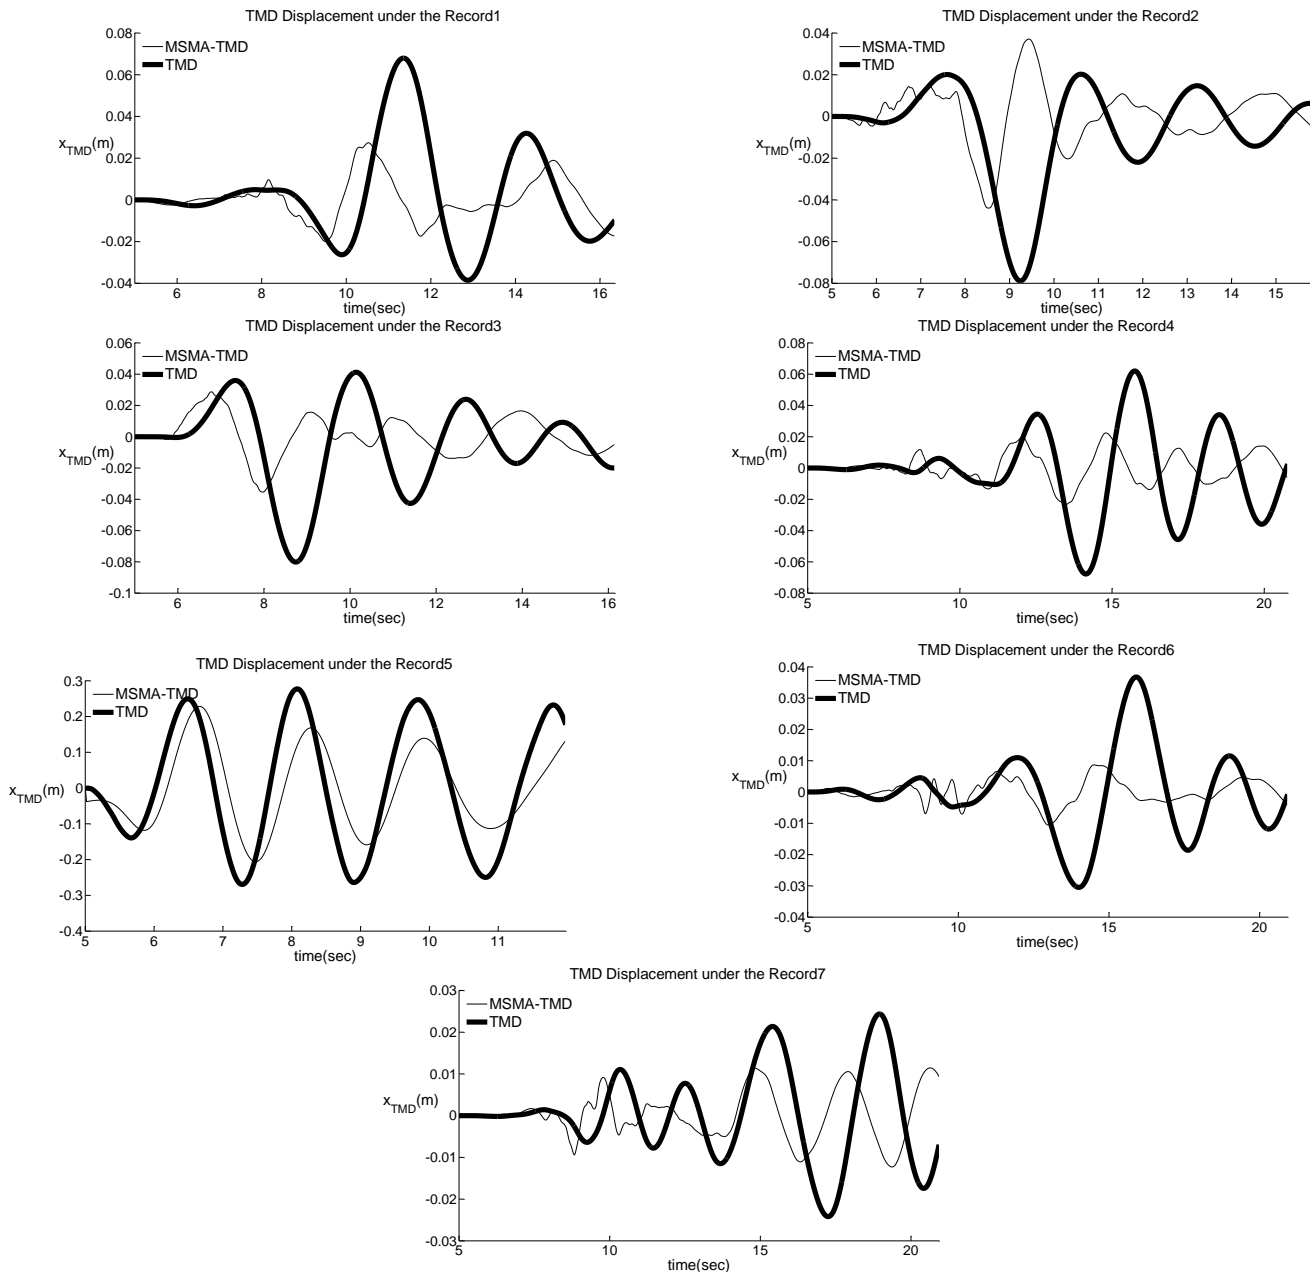 TMD Displacement under the Record1
MSMA-TMD
TMD
0.08
0.06
0.04
0.02
0
-0.02
-0.04
x_TMD(m)
6 8 10 12 14 16
time(sec)
TMD Displacement under the Record2
MSMA-TMD
TMD
0.04
0.02
0
-0.02
-0.04
-0.06
-0.08
x_TMD(m)
5 6 7 8 9 10 11 12 13 14 15
time(sec)
TMD Displacement under the Record3
MSMA-TMD
TMD
0.06
0.04
0.02
0
-0.02
-0.04
-0.06
-0.08
-0.1
x_TMD(m)
6 8 10 12 14 16
time(sec)
TMD Displacement under the Record4
MSMA-TMD
TMD
0.08
0.06
0.04
0.02
0
-0.02
-0.04
-0.06
-0.08
x_TMD(m)
5 10 15 20
time(sec)
TMD Displacement under the Record5
MSMA-TMD
TMD
0.3
0.2
0.1
0
-0.1
-0.2
-0.3
-0.4
x_TMD(m)
5 6 7 8 9 10 11
time(sec)
TMD Displacement under the Record6
MSMA-TMD
TMD
0.04
0.03
0.02
0.01
0
-0.01
-0.02
-0.03
-0.04
x_TMD(m)
5 10 15 20
time(sec)
TMD Displacement under the Record7
MSMA-TMD
TMD
0.03
0.02
0.01
0
-0.01
-0.02
-0.03
x_TMD(m)
5 10 15 20
time(sec)